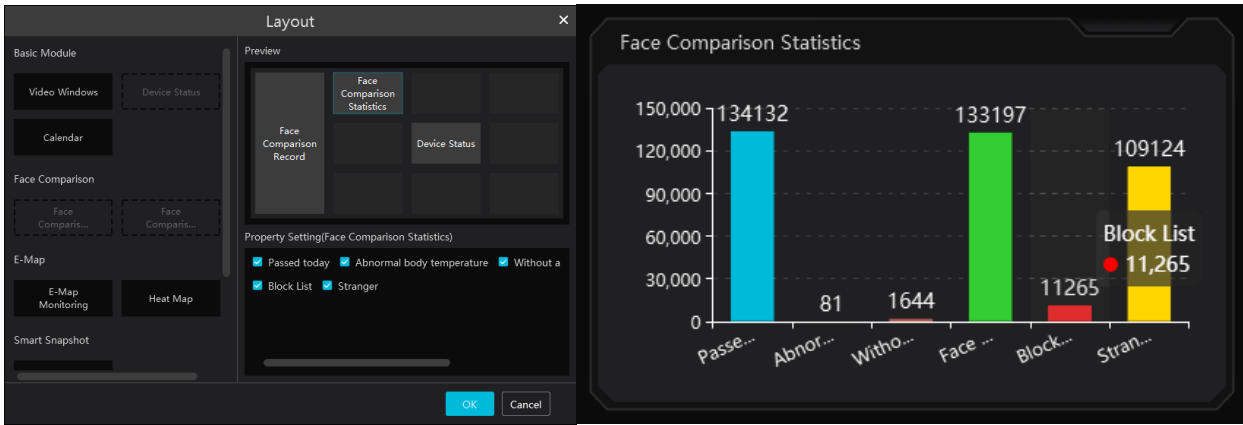 Layout
×
Basic Module
Video Windows
Device Status
Calendar
Face Comparison
Face
Comparis...
Face
Comparis...
E-Map
E-Map
Monitoring
Heat Map
Smart Snapshot
Preview
Face
Comparison
Record
Face
Comparison
Statistics
Device Status
Property Setting(Face Comparison Statistics)
Passed today
Abnormal body temperature
Without a
Block List
Stranger
OK
Cancel
Face Comparison Statistics
150,000
120,000
90,000
60,000
30,000
0
134132
81
1644
133197
11265
109124
Block List
11,265
Passe...
Abnor...
Witho...
Face ...
Block...
Stran...